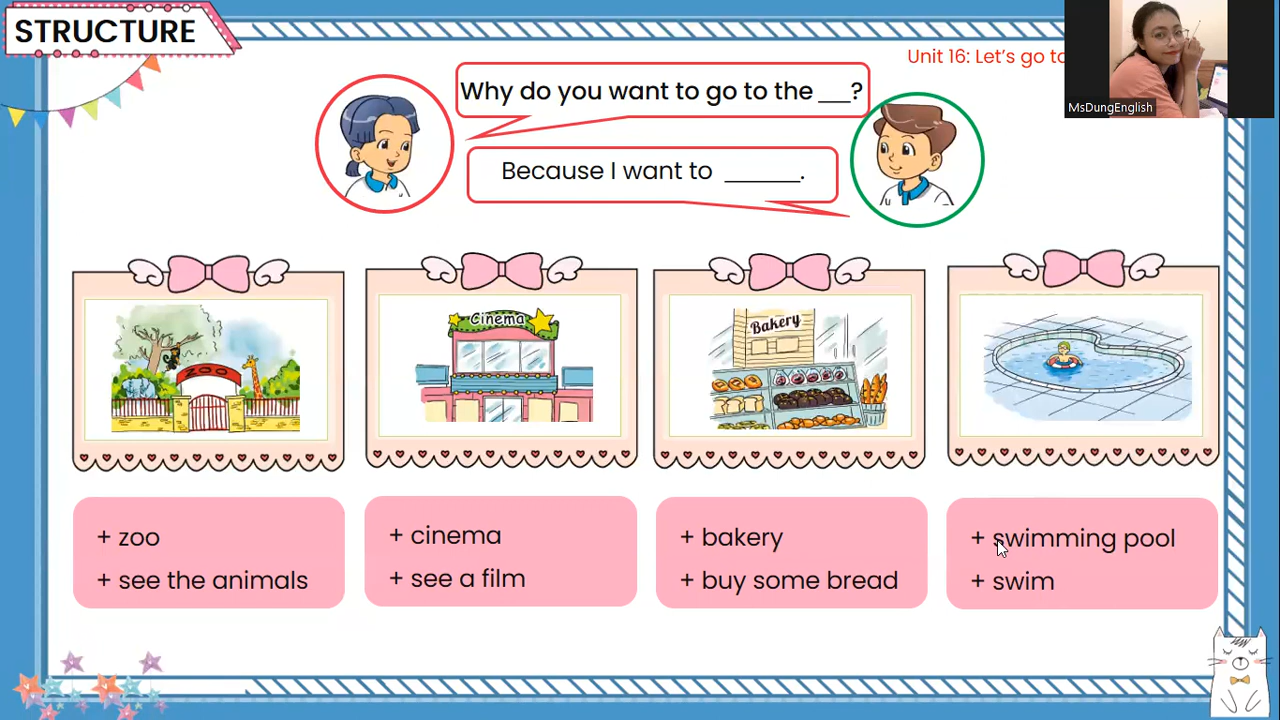 STRUCTURE
Unit 16: Let's go to
MsDungEnglish
Why do you want to go to the ___?
Because I want to ______.
ZOO
Cinema
Bakery
+ zoo
+ see the animals
+ cinema
+ see a film
+ bakery
+ buy some bread
+ swimming pool
+ swim